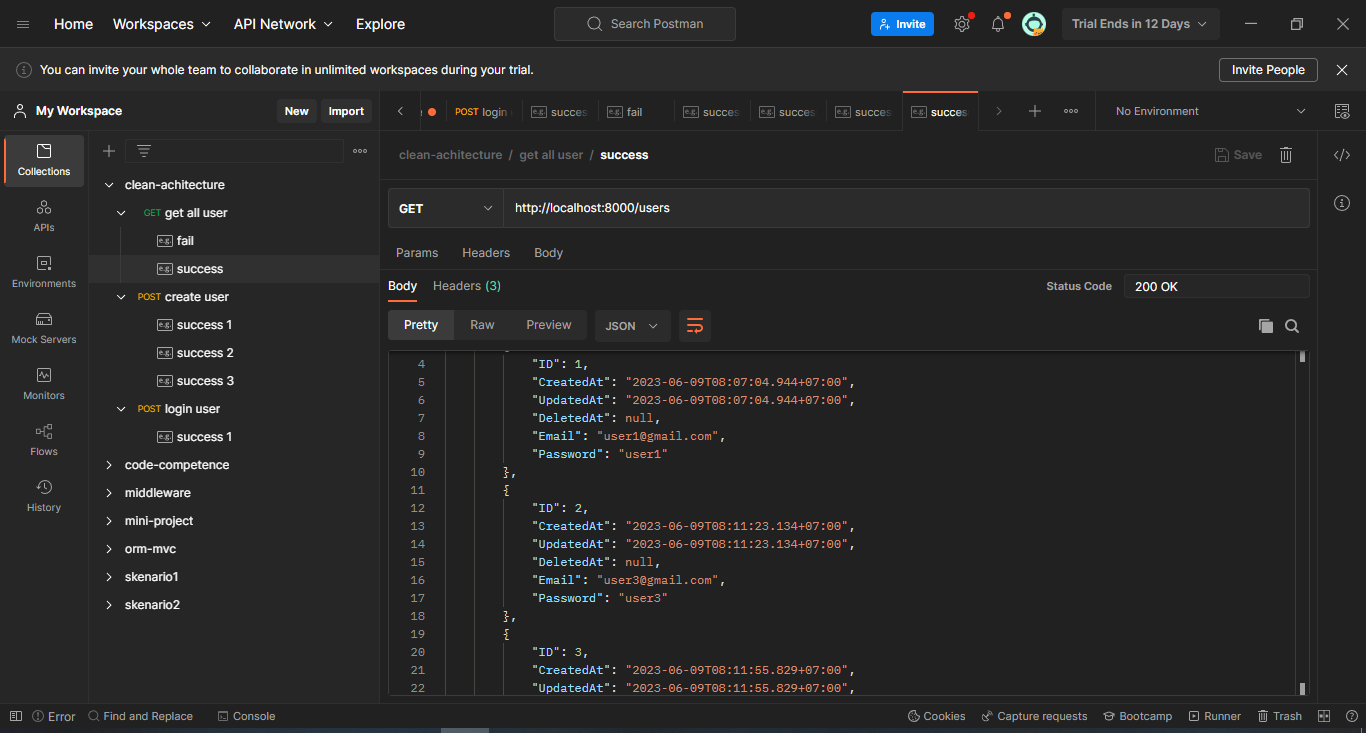 Home Workspaces API Network Explore Search Postman Invite Trial Ends in 12 Days
You can invite your whole team to collaborate in unlimited workspaces during your trial. Invite People
My Workspace New Import
POST login e.g. succes e.g. fail e.g. succes e.g. succes e.g. succes e.g. succes No Environment
Collections
APIs
Environments
Mock Servers
Monitors
Flows
History
clean-achitecture
GET get all user
e.g. fail
e.g. success
POST create user
e.g. success 1
e.g. success 2
e.g. success 3
POST login user
e.g. success 1
code-competence
middleware
mini-project
orm-mvc
skenario1
skenario2
clean-achitecture / get all user / success Save
GET http://localhost:8000/users
Params Headers Body
Body Headers (3) Status Code 200 OK
Pretty Raw Preview JSON
4 "ID": 1,
5 "CreatedAt": "2023-06-09T08:07:04.944+07:00",
6 "UpdatedAt": "2023-06-09T08:07:04.944+07:00",
7 "DeletedAt": null,
8 "Email": "user1@gmail.com",
9 "Password": "user1"
10 },
11 {
12 "ID": 2,
13 "CreatedAt": "2023-06-09T08:11:23.134+07:00",
14 "UpdatedAt": "2023-06-09T08:11:23.134+07:00",
15 "DeletedAt": null,
16 "Email": "user3@gmail.com",
17 "Password": "user3"
18 },
19 {
20 "ID": 3,
21 "CreatedAt": "2023-06-09T08:11:55.829+07:00",
22 "UpdatedAt": "2023-06-09T08:11:55.829+07:00",
Error Find and Replace Console Cookies Capture requests Bootcamp Runner Trash